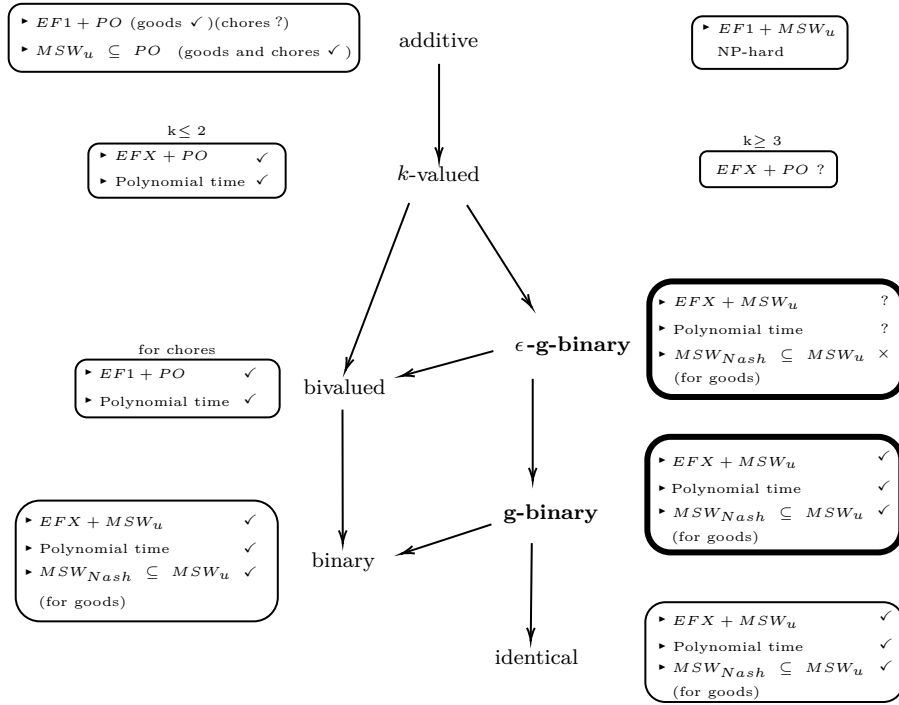 ▸ EF1 + PO (goods ✓)(chores ?)
▸ MSW_u ⊆ PO (goods and chores ✓)
additive
▸ EF1 + MSW_u
NP-hard
k≤ 2
▸ EFX + PO ✓
▸ Polynomial time ✓
k-valued
k≥ 3
EFX + PO ?
▸ EFX + MSW_u ?
▸ Polynomial time ?
▸ MSW_Nash ⊆ MSW_u ×
(for goods)
ϵ-g-binary
for chores
▸ EF1 + PO ✓
▸ Polynomial time ✓
bivalued
▸ EFX + MSW_u ✓
▸ Polynomial time ✓
▸ MSW_Nash ⊆ MSW_u ✓
(for goods)
g-binary
▸ EFX + MSW_u ✓
▸ Polynomial time ✓
▸ MSW_Nash ⊆ MSW_u ✓
(for goods)
binary
▸ EFX + MSW_u ✓
▸ Polynomial time ✓
▸ MSW_Nash ⊆ MSW_u ✓
(for goods)
identical